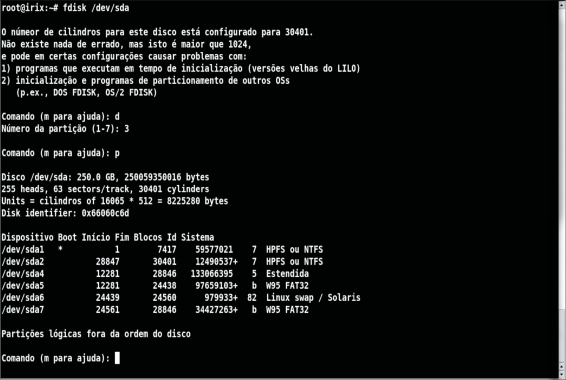 root@irix:~# fdisk /dev/sda
O númeor de cilindros para este disco está configurado para 30401.
Não existe nada de errado, mas isto é maior que 1024,
e pode em certas configurações causar problemas com:
1) programas que executam em tempo de inicialização (versões velhas do LILO)
2) inicialização e programas de particionamento de outros OSs
(p.ex., DOS FDISK, OS/2 FDISK)
Comando (m para ajuda): d
Número da partição (1-7): 3
Comando (m para ajuda): p
Disco /dev/sda: 250.0 GB, 250059350016 bytes
255 heads, 63 sectors/track, 30401 cylinders
Units = cilindros of 16065 * 512 = 8225280 bytes
Disk identifier: 0x66060c6d
Dispositivo Boot Início Fim Blocos Id Sistema
/dev/sda1 * 1 7417 59577021 7 HPFS ou NTFS
/dev/sda2 28847 30401 12490537+ 7 HPFS ou NTFS
/dev/sda4 12281 28846 133066395 5 Estendida
/dev/sda5 12281 24438 97659103+ b W95 FAT32
/dev/sda6 24439 24560 979933+ 82 Linux swap / Solaris
/dev/sda7 24561 28846 34427263+ b W95 FAT32
Partições lógicas fora da ordem do disco
Comando (m para ajuda):